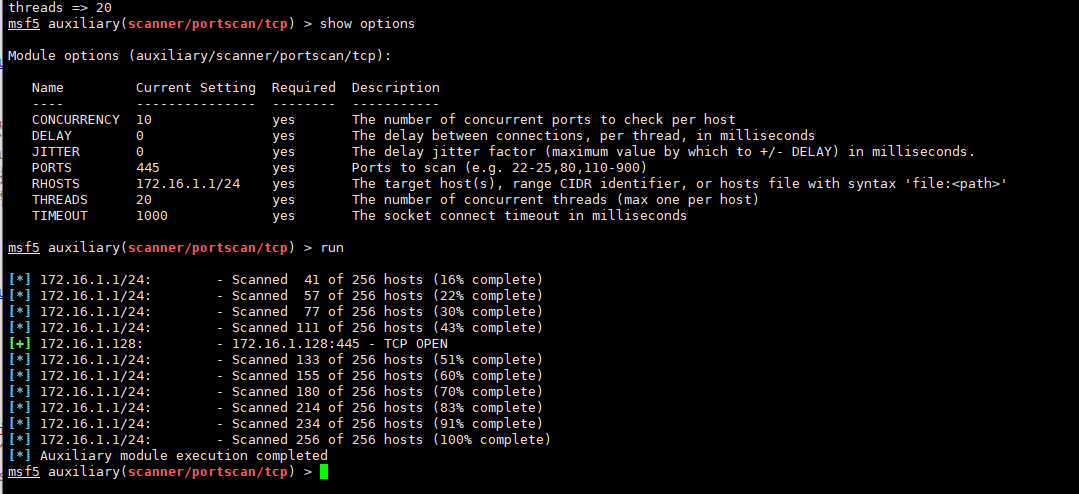 threads => 20
msf5 auxiliary(scanner/portscan/tcp) > show options
Module options (auxiliary/scanner/portscan/tcp):
Name         Current Setting  Required  Description
----         ---------------  --------  -----------
CONCURRENCY  10               yes       The number of concurrent ports to check per host
DELAY        0                yes       The delay between connections, per thread, in milliseconds
JITTER       0                yes       The delay jitter factor (maximum value by which to +/- DELAY) in milliseconds.
PORTS        445              yes       Ports to scan (e.g. 22-25,80,110-900)
RHOSTS       172.16.1.1/24    yes       The target host(s), range CIDR identifier, or hosts file with syntax 'file:<path>'
THREADS      20               yes       The number of concurrent threads (max one per host)
TIMEOUT      1000             yes       The socket connect timeout in milliseconds
msf5 auxiliary(scanner/portscan/tcp) > run
[*] 172.16.1.1/24:        - Scanned  41 of 256 hosts (16% complete)
[*] 172.16.1.1/24:        - Scanned  57 of 256 hosts (22% complete)
[*] 172.16.1.1/24:        - Scanned  77 of 256 hosts (30% complete)
[*] 172.16.1.1/24:        - Scanned 111 of 256 hosts (43% complete)
[+] 172.16.1.128:         - 172.16.1.128:445 - TCP OPEN
[*] 172.16.1.1/24:        - Scanned 133 of 256 hosts (51% complete)
[*] 172.16.1.1/24:        - Scanned 155 of 256 hosts (60% complete)
[*] 172.16.1.1/24:        - Scanned 180 of 256 hosts (70% complete)
[*] 172.16.1.1/24:        - Scanned 214 of 256 hosts (83% complete)
[*] 172.16.1.1/24:        - Scanned 234 of 256 hosts (91% complete)
[*] 172.16.1.1/24:        - Scanned 256 of 256 hosts (100% complete)
[*] Auxiliary module execution completed
msf5 auxiliary(scanner/portscan/tcp) >